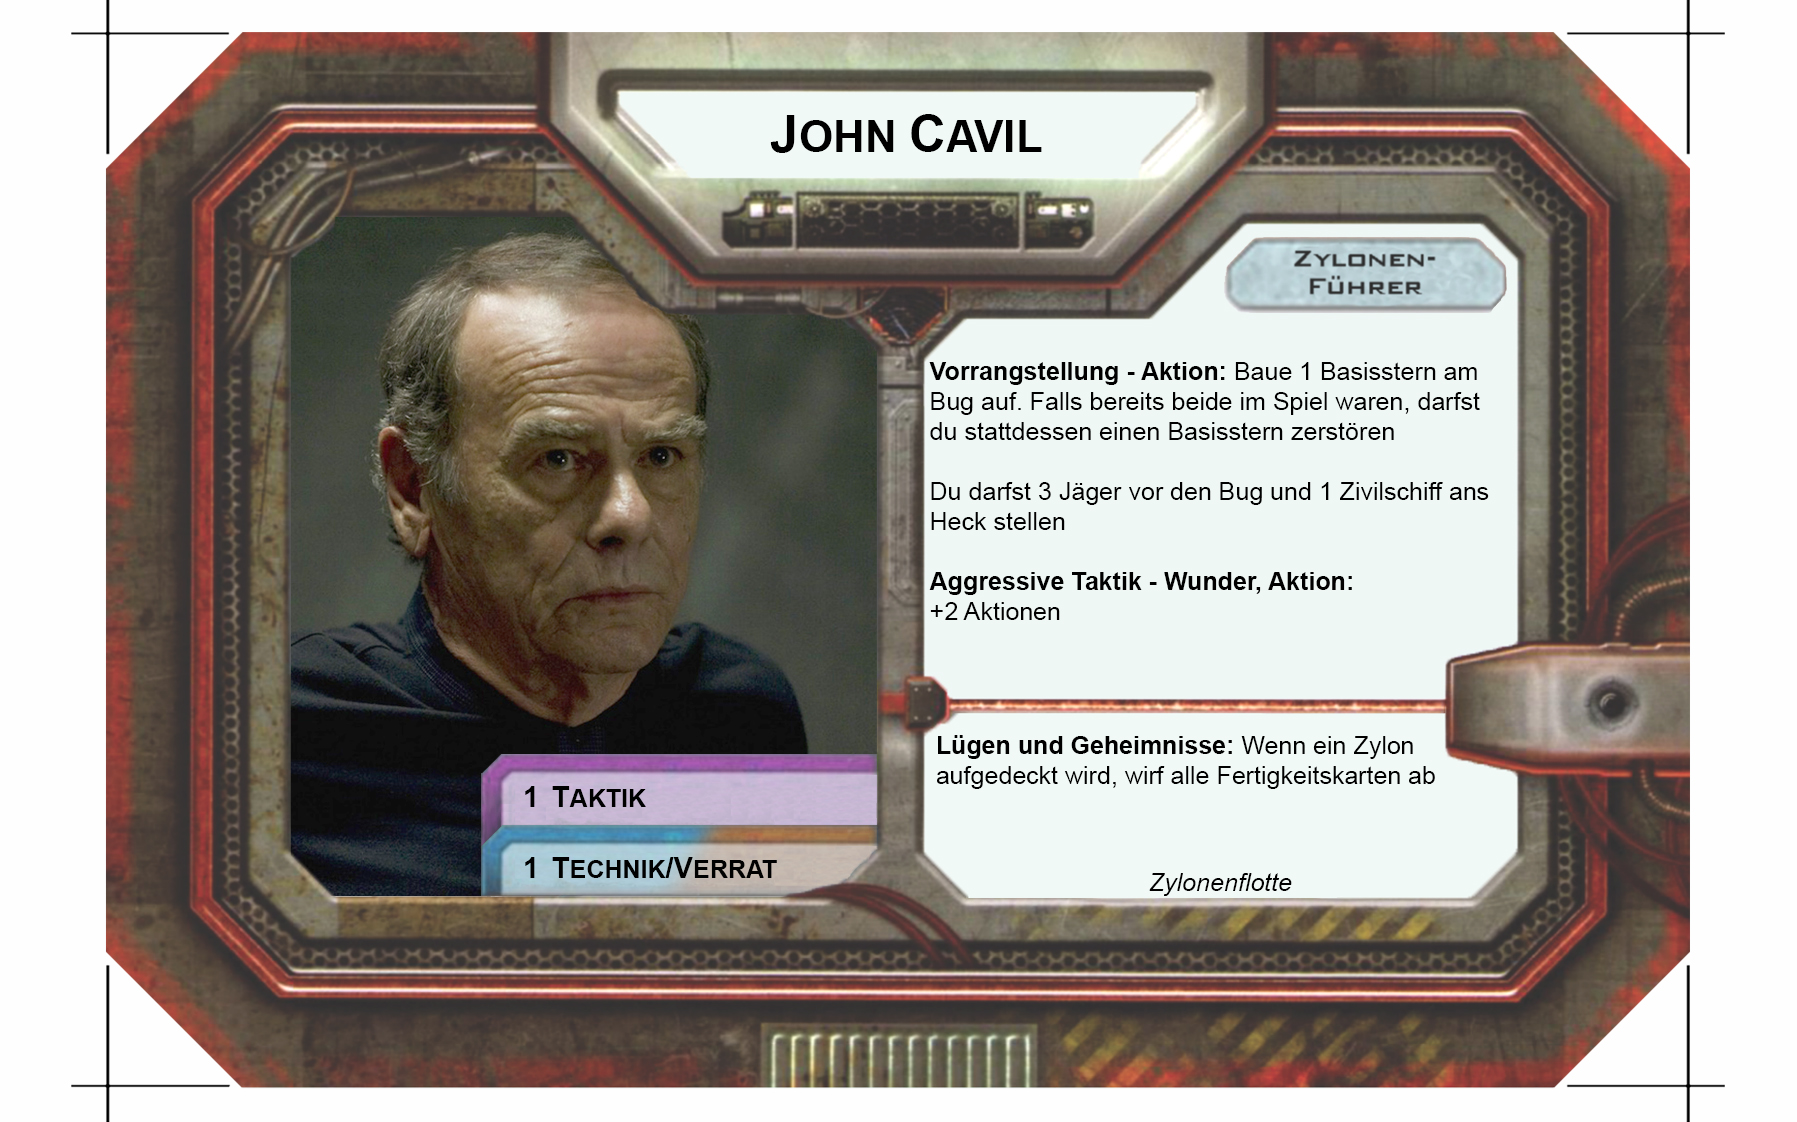 JOHN CAVIL
ZYLONEN-
FÜHRER
Vorrangstellung - Aktion: Baue 1 Basisstern am
Bug auf. Falls bereits beide im Spiel waren, darfst
du stattdessen einen Basisstern zerstören
Du darfst 3 Jäger vor den Bug und 1 Zivilschiff ans
Heck stellen
Aggressive Taktik - Wunder, Aktion:
+2 Aktionen
Lügen und Geheimnisse: Wenn ein Zylon
aufgedeckt wird, wirf alle Fertigkeitskarten ab
1 TAKTIK
1 TECHNIK/VERRAT
Zylonenflotte